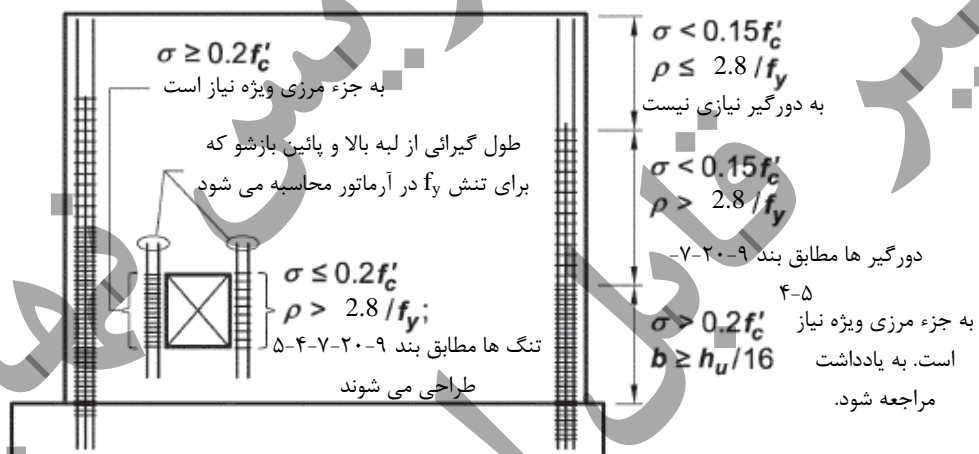 σ ≥ 0.2f′c
به جزء مرزی ویژه نیاز است
طول گیرائی از لبه بالا و پائین بازشو که
برای تنش fy در آرماتور محاسبه می شود
σ ≤ 0.2f′c
ρ > 2.8 /fy;
تنگ ها مطابق بند ۹-۲۰-۷-۴-۵
طراحی می شوند
σ < 0.15f′c
ρ ≤ 2.8 /fy
به دورگیر نیازی نیست
σ < 0.15f′c
ρ > 2.8 /fy
دورگیر ها مطابق بند ۹-۲۰-۷-
۴-۵
σ > 0.2f′c
b ≥ hu/16
به جزء مرزی ویژه نیاز
است. به یادداشت
مراجعه شود.